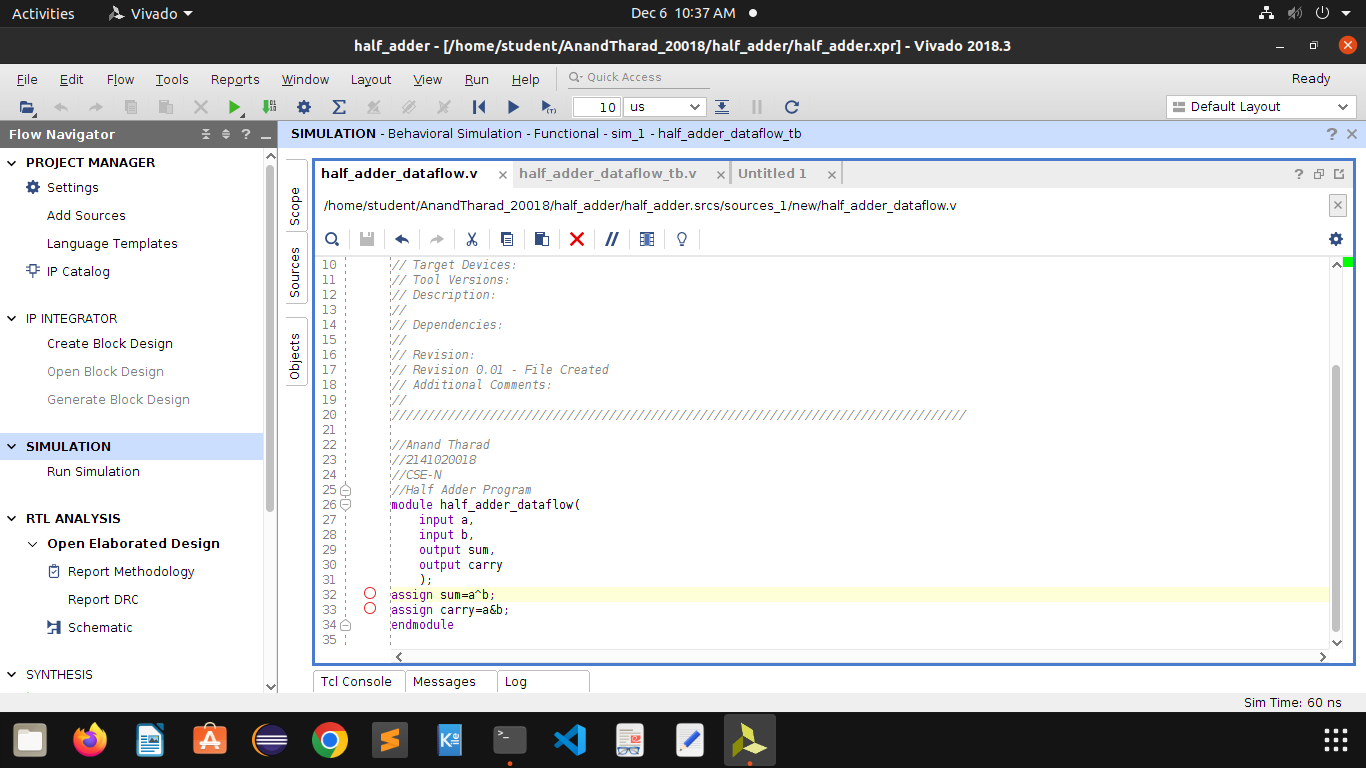 Activities Vivado Dec 6 10:37 AM
half_adder - [/home/student/AnandTharad_20018/half_adder/half_adder.xpr] - Vivado 2018.3
File Edit Flow Tools Reports Window Layout View Run Help Quick Access Ready
10 us Default Layout
Flow Navigator
SIMULATION - Behavioral Simulation - Functional - sim_1 - half_adder_dataflow_tb
PROJECT MANAGER
Settings
Add Sources
Language Templates
IP Catalog
IP INTEGRATOR
Create Block Design
Open Block Design
Generate Block Design
SIMULATION
Run Simulation
RTL ANALYSIS
Open Elaborated Design
Report Methodology
Report DRC
Schematic
SYNTHESIS
Scope
Sources
Objects
half_adder_dataflow.v half_adder_dataflow_tb.v Untitled 1
/home/student/AnandTharad_20018/half_adder/half_adder.srcs/sources_1/new/half_adder_dataflow.v
10 // Target Devices:
11 // Tool Versions:
12 // Description:
13 //
14 // Dependencies:
15 //
16 // Revision:
17 // Revision 0.01 - File Created
18 // Additional Comments:
19 //
20 //////////////////////////////////////////////////////////////////////////////////
21
22 //Anand Tharad
23 //2141020018
24 //CSE-N
25 //Half Adder Program
26 module half_adder_dataflow(
27 input a,
28 input b,
29 output sum,
30 output carry
31 );
32 assign sum=a^b;
33 assign carry=a&b;
34 endmodule
35
Tcl Console Messages Log
Sim Time: 60 ns